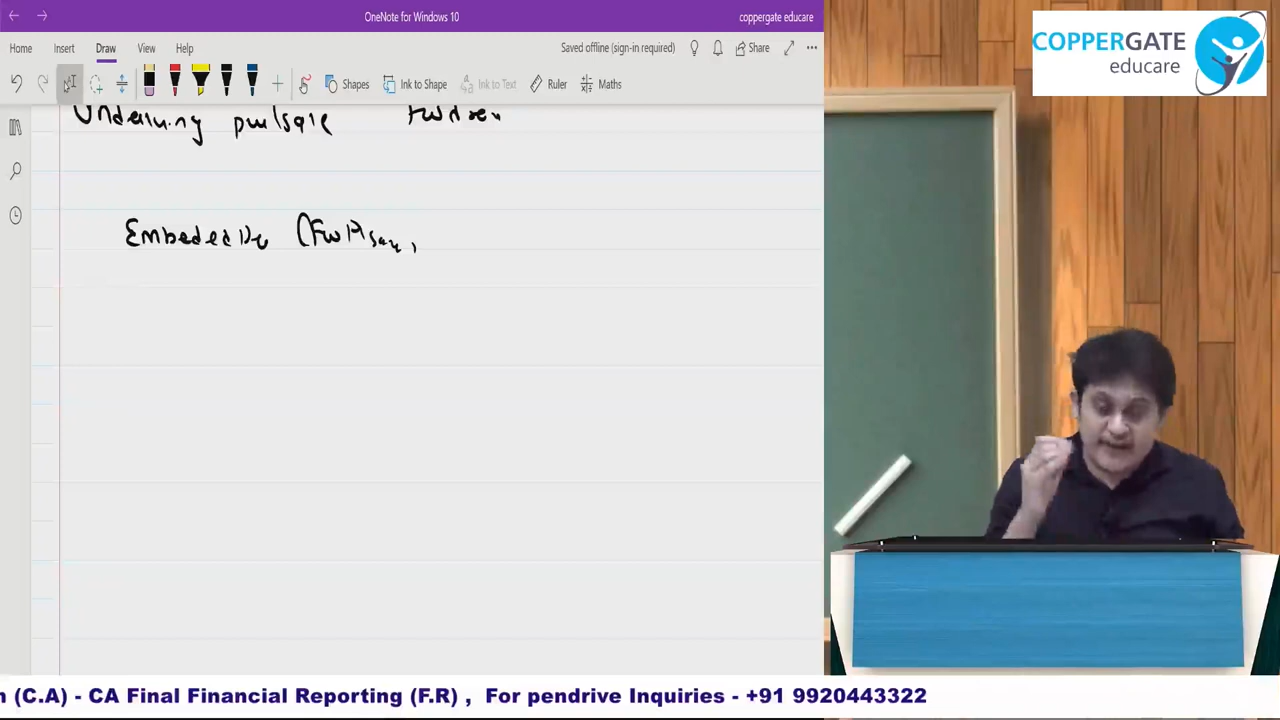 OneNote for Windows 10
coppergate educare
Home Insert Draw View Help
Saved offline (sign-in required)
Share
Shapes
Ink to Shape
Ink to Text
Ruler
Maths
COPPERGATE
educare
(C.A) - CA Final Financial Reporting (F.R) , For pendrive Inquiries - +91 9920443322